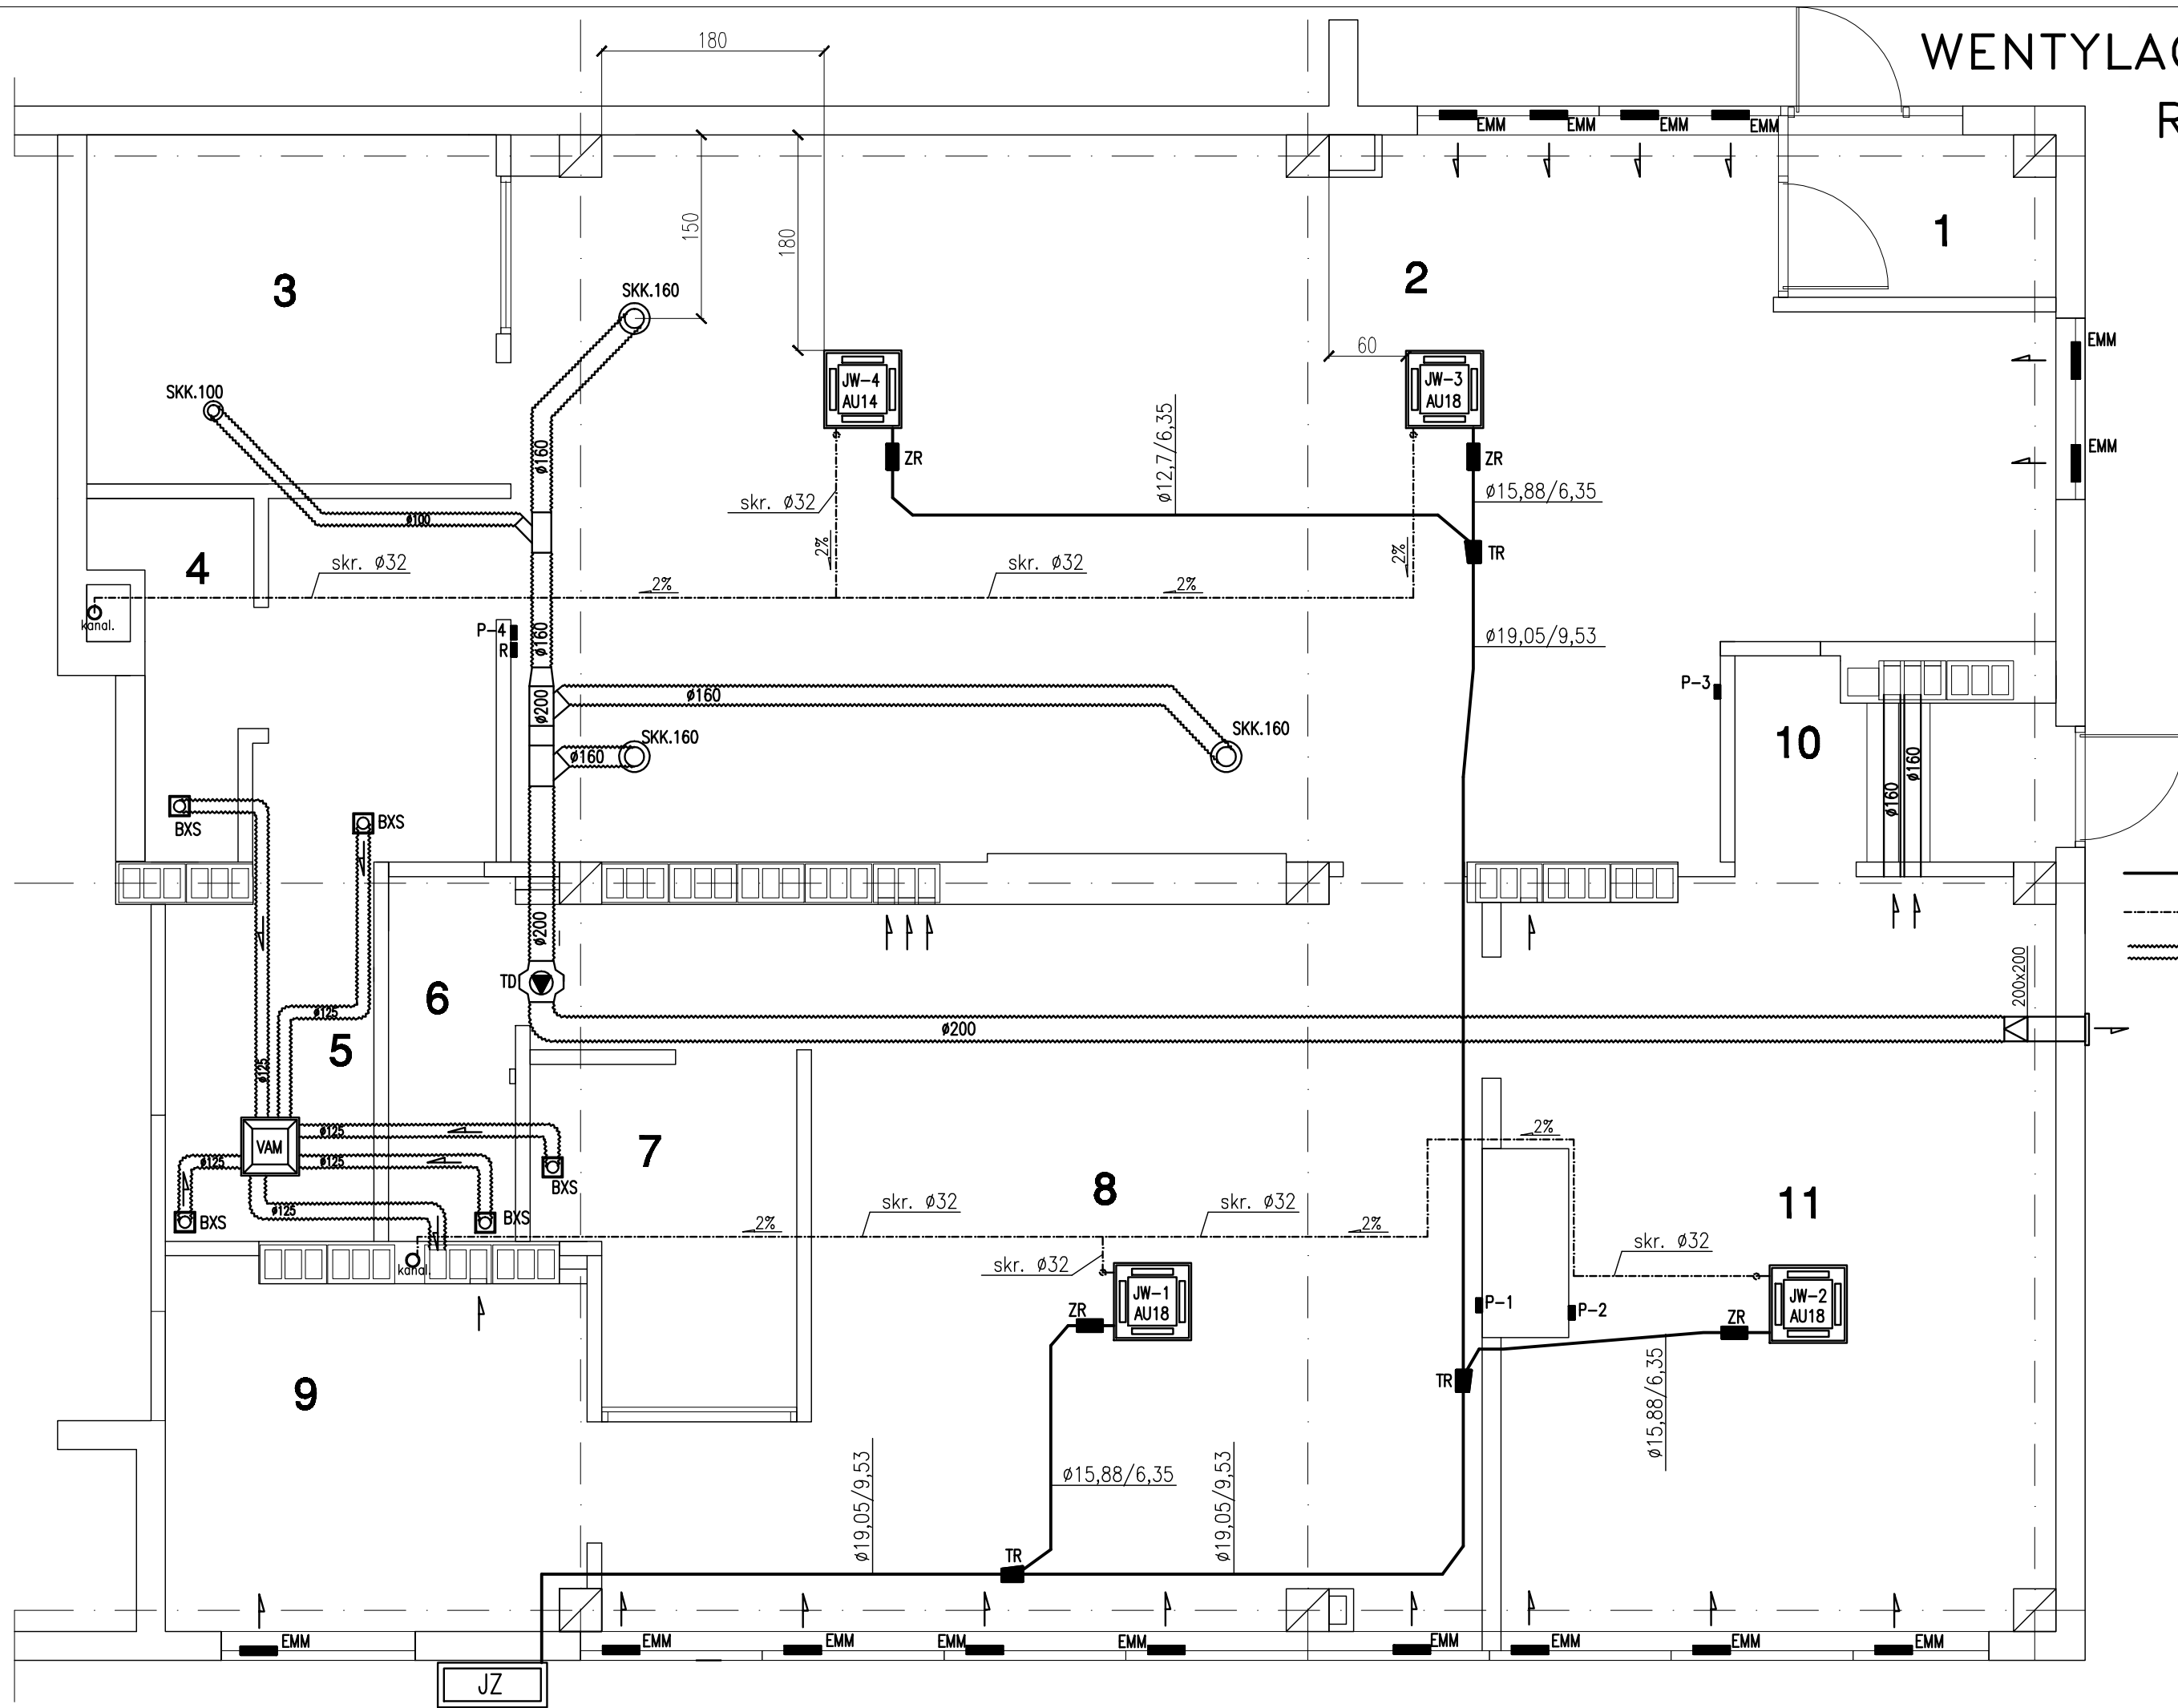 WENTYLAC
R
180
EMM
EMM
EMM
EMM
150
180
1
2
3
SKK.160
60
EMM
SKK.100
JW-4
AU14
JW-3
AU18
ø160
ZR
ø12,7/6,35
ZR
EMM
skr. ø32
ø15,88/6,35
ø100
4
skr. ø32
2%
skr. ø32
2%
TR
2%
2%
kanal.
P-4
R
ø160
ø19,05/9,53
ø200
ø160
P-3
SKK.160
SKK.160
ø160
10
ø160
ø160
BXS
BXS
ø200
TD
6
200x200
ø125
ø200
5
ø125
VAM
ø125
ø125
ø125
7
2%
BXS
8
11
BXS
BXS
ø125
2%
skr. ø32
skr. ø32
2%
skr. ø32
kanal.
skr. ø32
JW-1
AU18
ZR
P-1
P-2
ZR
JW-2
AU18
9
TR
ø15,88/6,35
ø19,05/9,53
ø15,88/6,35
ø19,05/9,53
TR
EMM
EMM
EMM
EMM
EMM
EMM
EMM
EMM
EMM
JZ